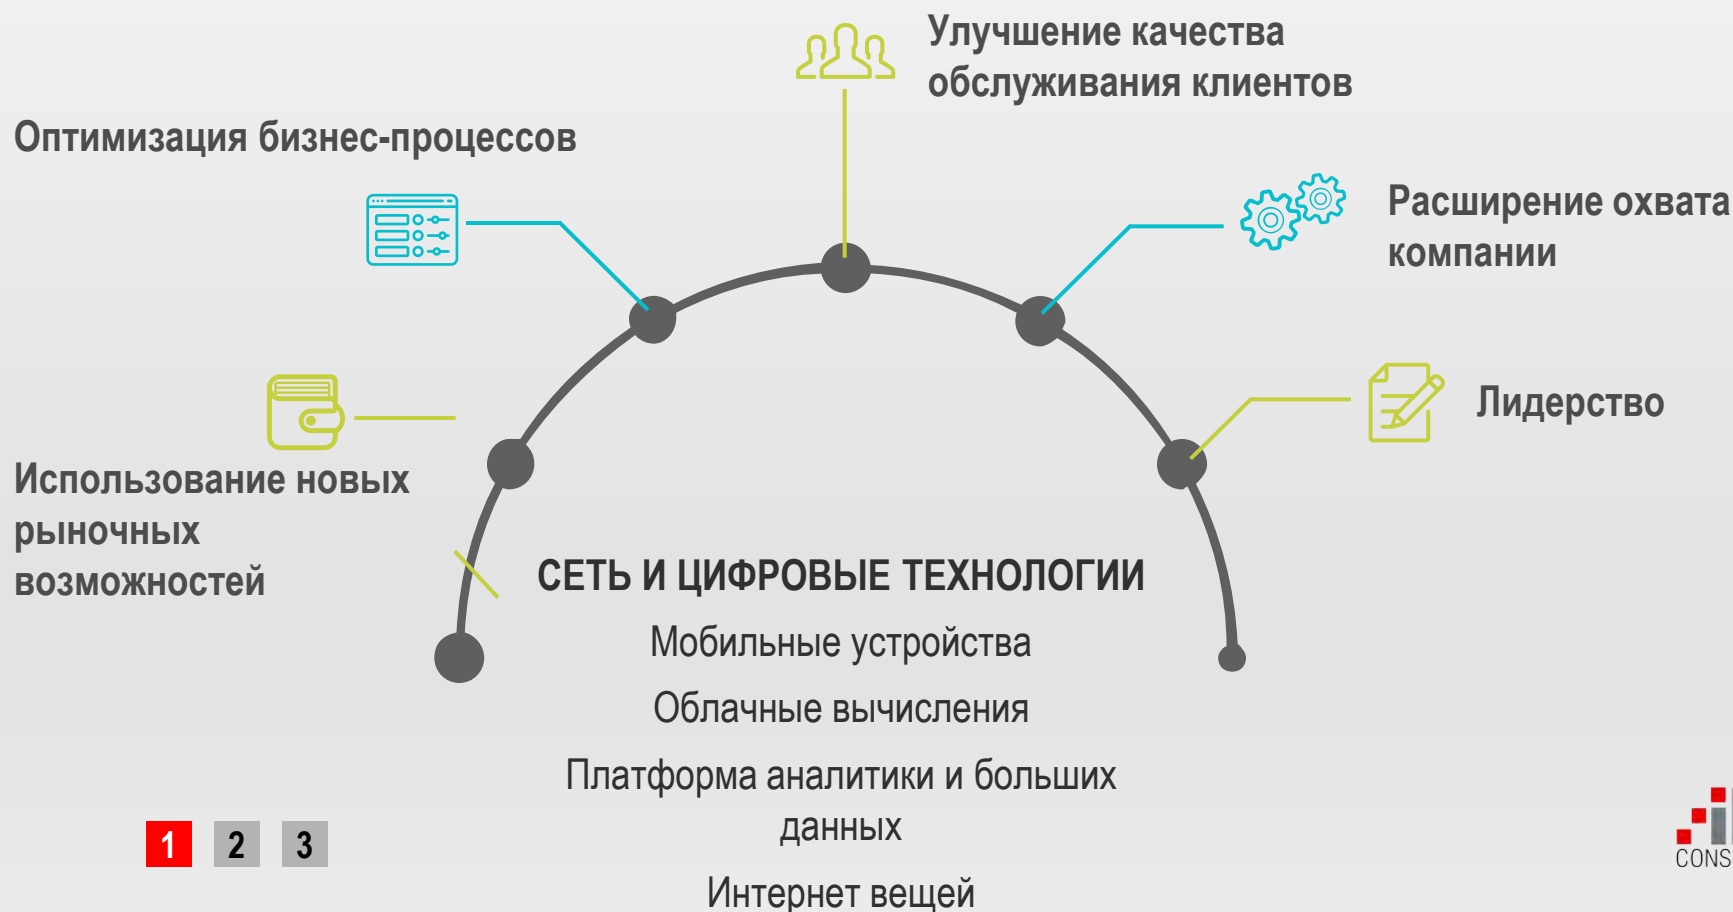 Улучшение качества
обслуживания клиентов
Оптимизация бизнес-процессов
Расширение охвата
компании
Лидерство
Использование новых
рыночных
возможностей
СЕТЬ И ЦИФРОВЫЕ ТЕХНОЛОГИИ
Мобильные устройства
Облачные вычисления
Платформа аналитики и больших
данных
Интернет вещей
1 2 3
CONS